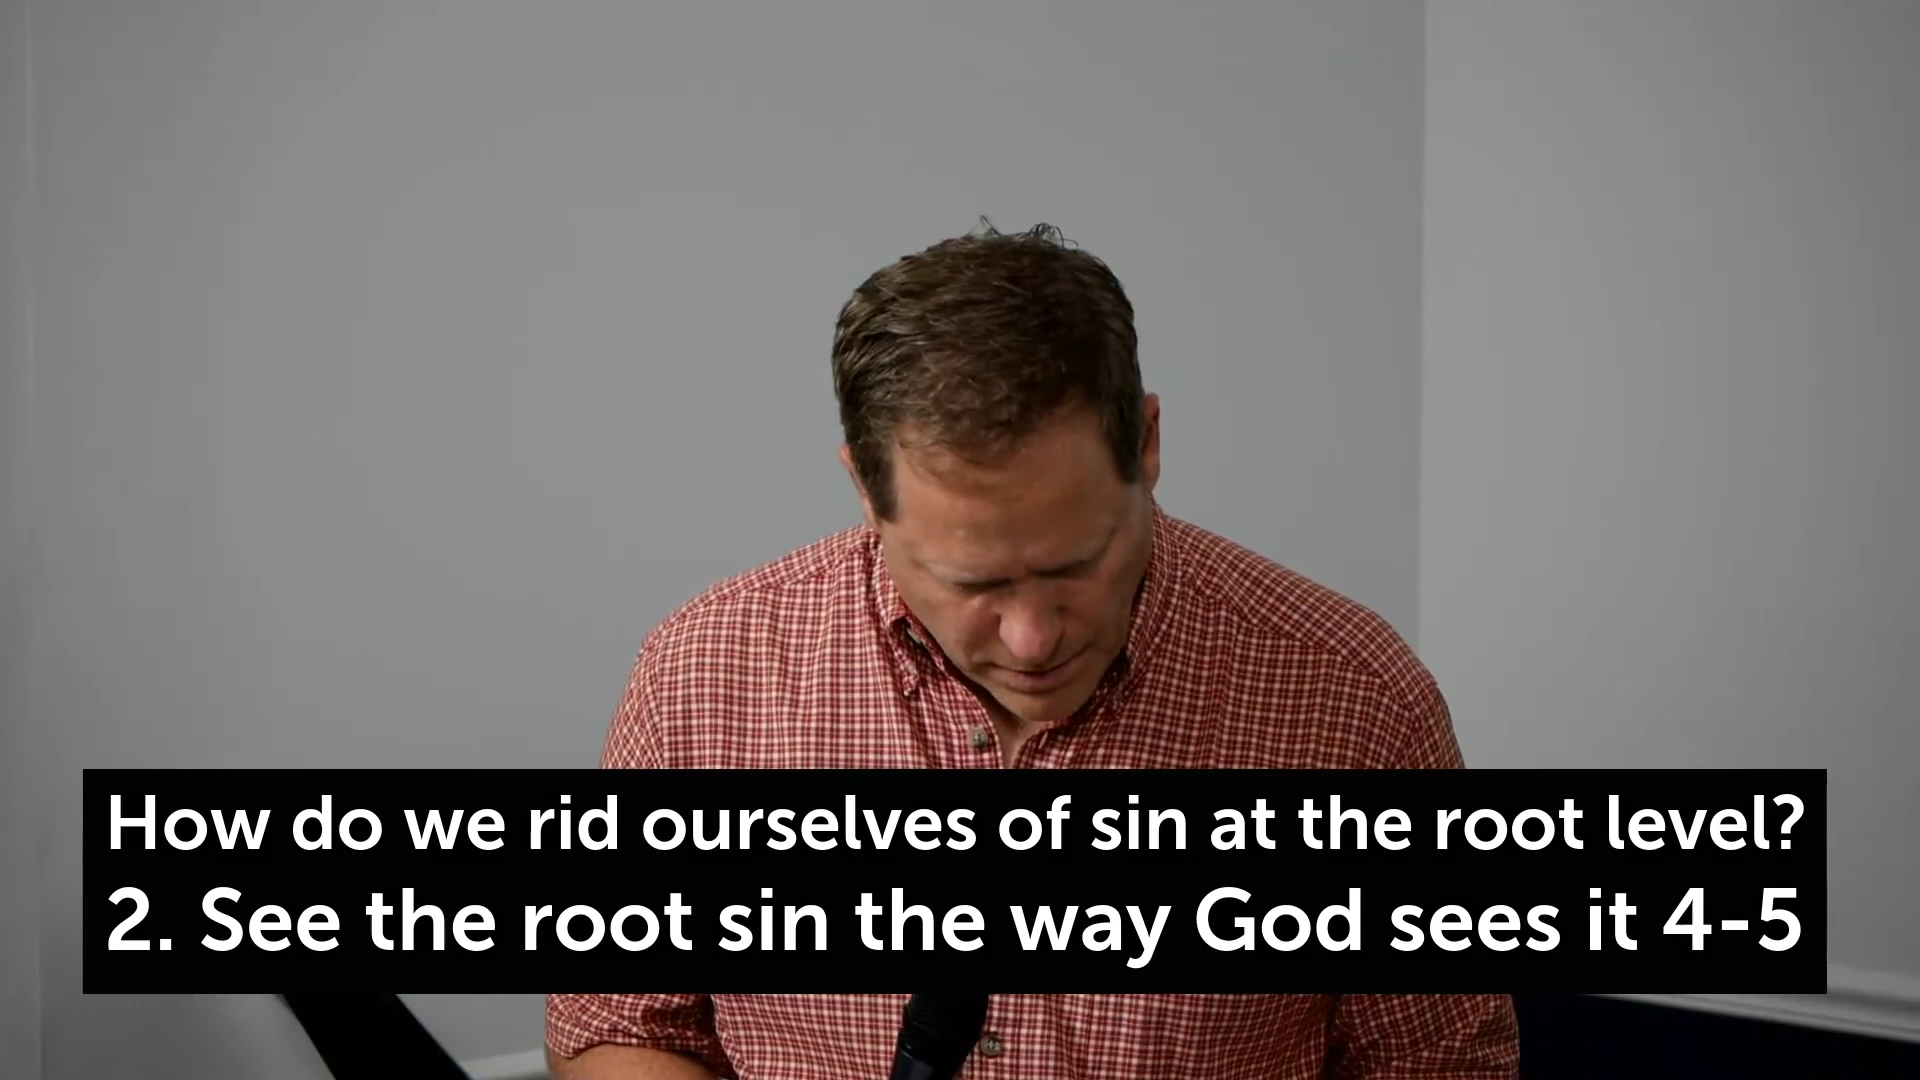 How do we rid ourselves of sin at the root level?
2. See the root sin the way God sees it 4-5